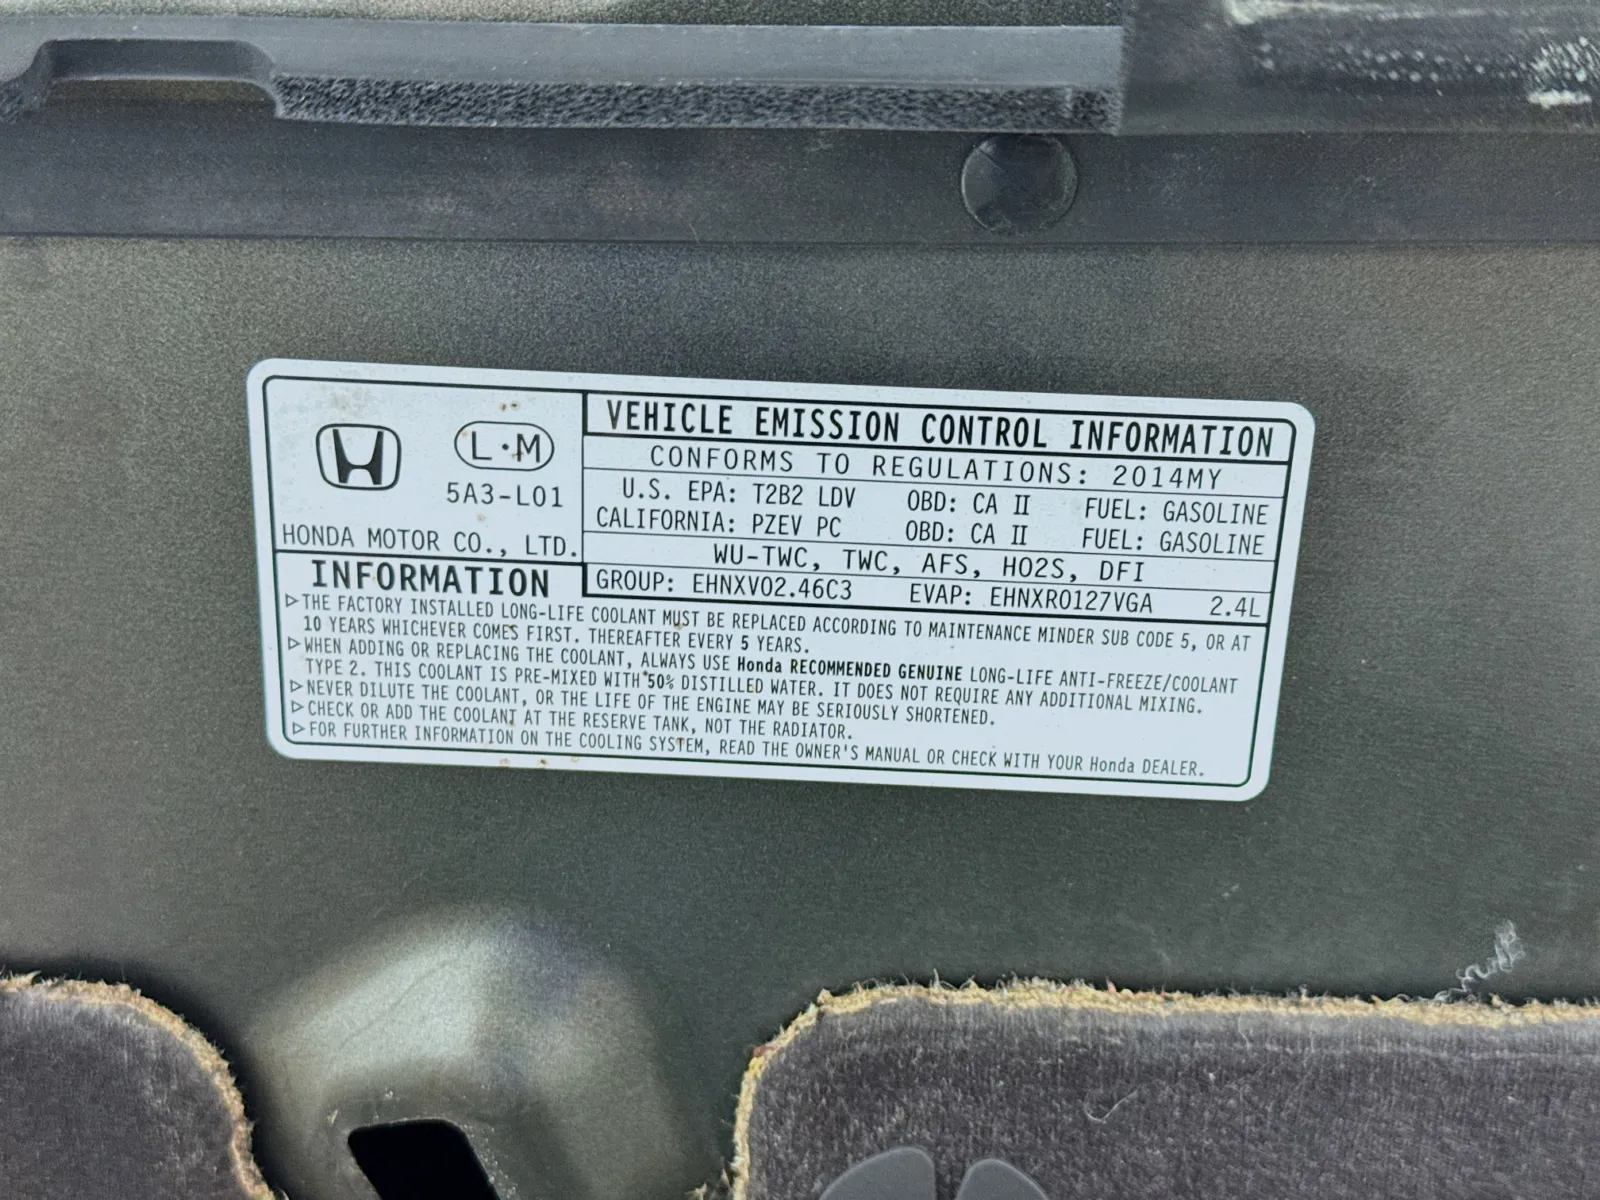 L·M
5A3-L01
HONDA MOTOR CO., LTD.
VEHICLE EMISSION CONTROL INFORMATION
CONFORMS TO REGULATIONS: 2014MY
U.S. EPA: T2B2 LDV OBD: CA II FUEL: GASOLINE
CALIFORNIA: PZEV PC OBD: CA II FUEL: GASOLINE
WU-TWC, TWC, AFS, HO2S, DFI
GROUP: EHNXV02.46C3 EVAP: EHNXR0127VGA 2.4L
INFORMATION
▷THE FACTORY INSTALLED LONG-LIFE COOLANT MUST BE REPLACED ACCORDING TO MAINTENANCE MINDER SUB CODE 5, OR AT
10 YEARS WHICHEVER COMES FIRST. THEREAFTER EVERY 5 YEARS.
▷WHEN ADDING OR REPLACING THE COOLANT, ALWAYS USE Honda RECOMMENDED GENUINE LONG-LIFE ANTI-FREEZE/COOLANT
TYPE 2. THIS COOLANT IS PRE-MIXED WITH 50% DISTILLED WATER. IT DOES NOT REQUIRE ANY ADDITIONAL MIXING.
▷NEVER DILUTE THE COOLANT, OR THE LIFE OF THE ENGINE MAY BE SERIOUSLY SHORTENED.
▷CHECK OR ADD THE COOLANT AT THE RESERVE TANK, NOT THE RADIATOR.
▷FOR FURTHER INFORMATION ON THE COOLING SYSTEM, READ THE OWNER'S MANUAL OR CHECK WITH YOUR Honda DEALER.